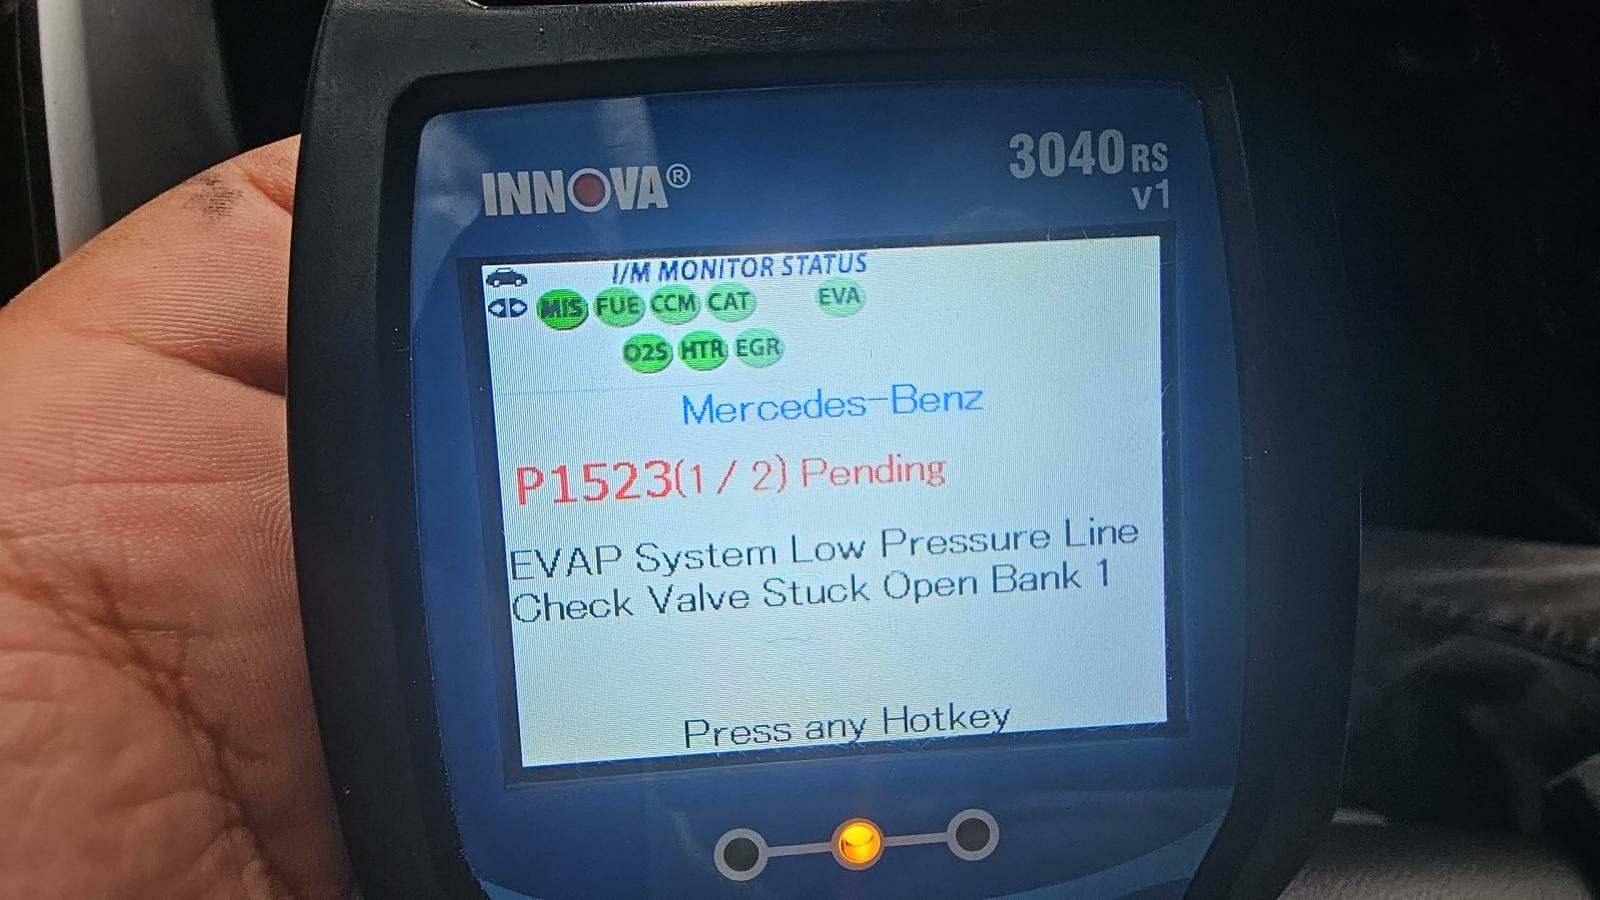 INNOVA®
3040RS
v1
I/M MONITOR STATUS
MIS FUE CCM CAT EVA
O2S HTR EGR
Mercedes-Benz
P1523(1 / 2) Pending
EVAP System Low Pressure Line
Check Valve Stuck Open Bank 1
Press any Hotkey